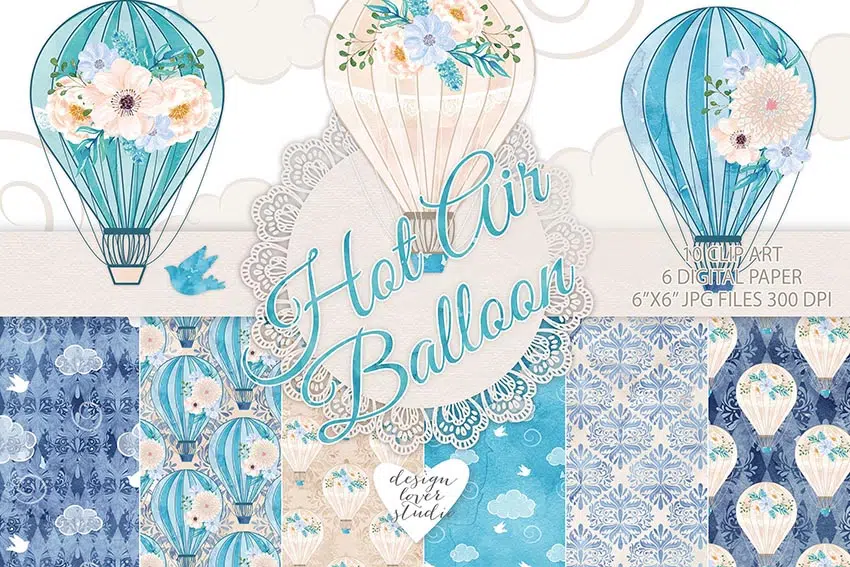 Hot Air
Balloon
10 CLIP ART
6 DIGITAL PAPER
6”X6” JPG FILES 300 DPI
design
lover
studio